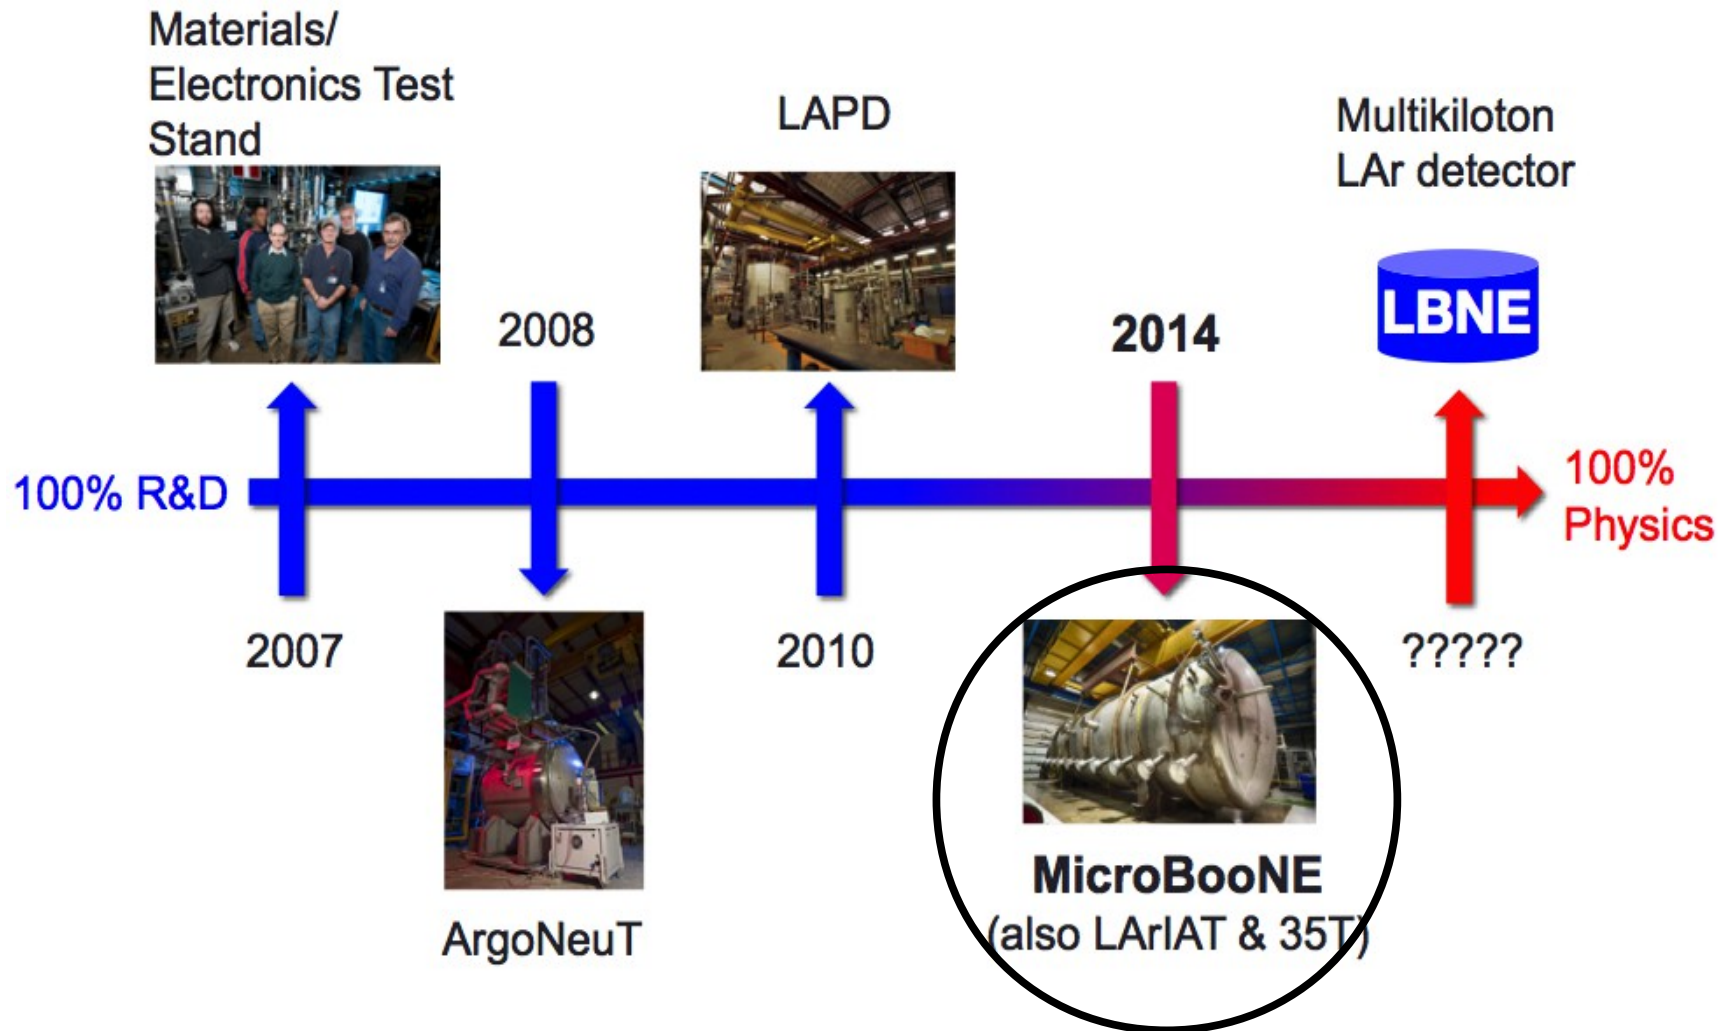 Materials/
Electronics Test
Stand
LAPD
Multikiloton
LAr detector
2008
2014
LBNE
100% R&D
100%
Physics
2007
2010
?????
MicroBooNE
(also LArIAT & 35T)
ArgoNeuT